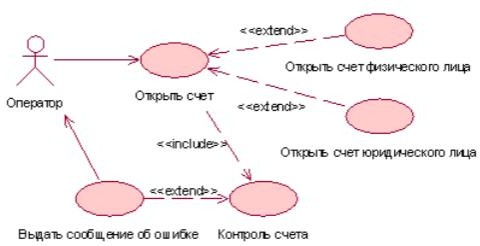 <<extend>>
Открыть счет физического лица
Оператор
Открыть счет
<<extend>>
<<include>>
Открыть счет юридического лица
<<extend>>
Выдать сообщение об ошибке
Контроль счета